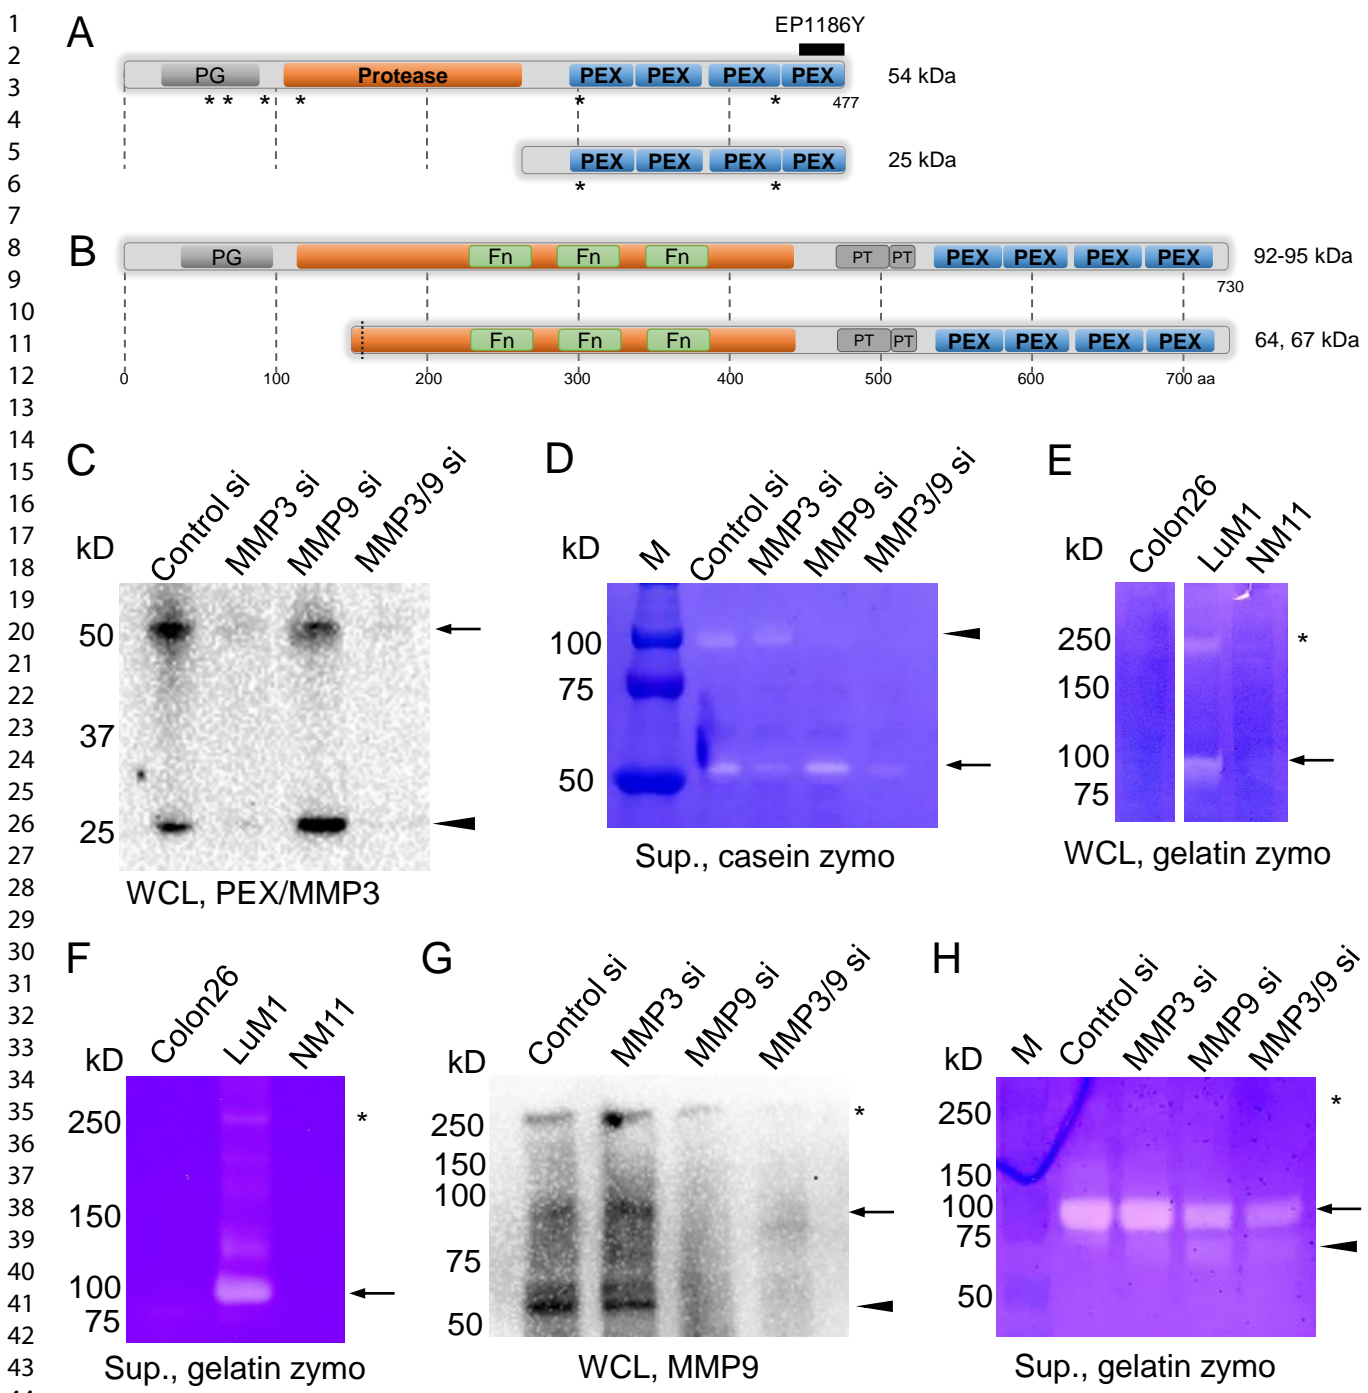 1
2
3
4
5
6
7
8
9
10
11
12
13
14
15
16
17
18
19
20
21
22
23
24
25
26
27
28
29
30
31
32
33
34
35
36
37
38
39
40
41
42
43
A
EP1186Y
PG Protease PEX PEX PEX PEX 54 kDa
* * * * * * 477
PEX PEX PEX PEX 25 kDa
* *
B
PG Fn Fn Fn PT PT PEX PEX PEX PEX 92-95 kDa
730
Fn Fn Fn PT PT PEX PEX PEX PEX 64, 67 kDa
0 100 200 300 400 500 600 700 aa
C
kD Control si MMP3 si MMP9 si MMP3/9 si
50
37
25
WCL, PEX/MMP3
D
kD M Control si MMP3 si MMP9 si MMP3/9 si
100
75
50
Sup., casein zymo
E
kD Colon26 LuM1 NM11
250 *
150
100
75
WCL, gelatin zymo
F
kD Colon26 LuM1 NM11
250 *
150
100
75
Sup., gelatin zymo
G
kD Control si MMP3 si MMP9 si MMP3/9 si
250 *
150
100
75
50
WCL, MMP9
H
kD M Control si MMP3 si MMP9 si MMP3/9 si
250 *
150
100
75
50
Sup., gelatin zymo